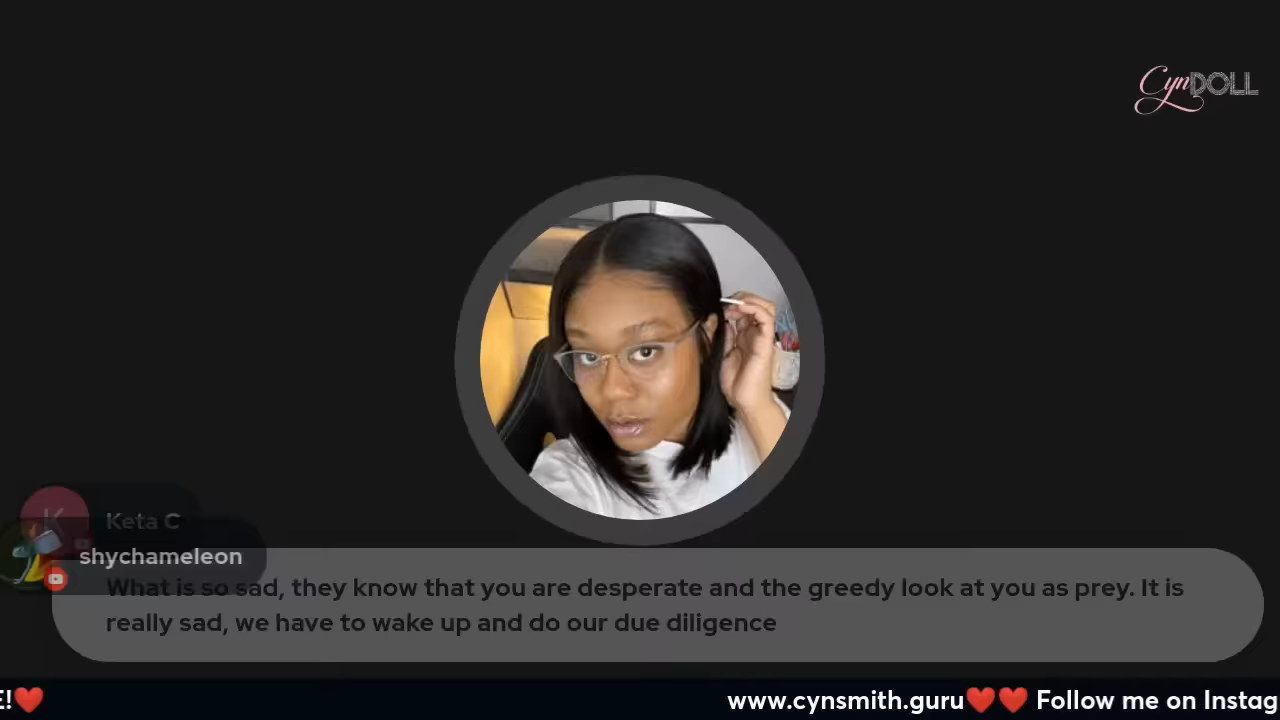 CynDOLL
K
Keta C
shychameleon
What is so sad, they know that you are desperate and the greedy look at you as prey. It is
really sad, we have to wake up and do our due diligence
E!❤️ www.cynsmith.guru❤️❤️ Follow me on Instag